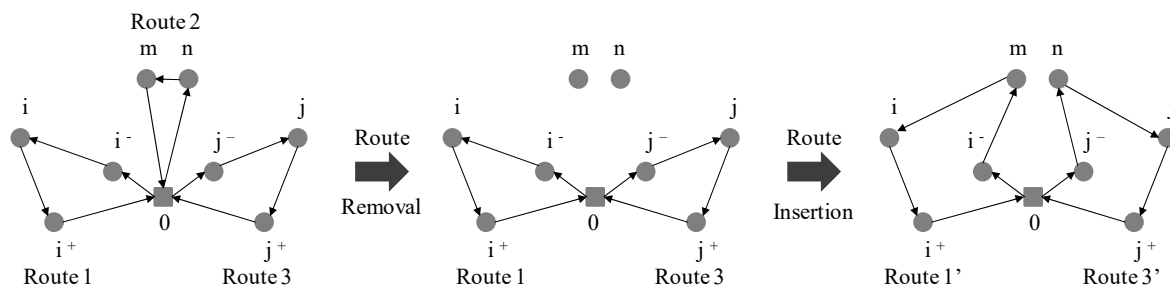 Route 2
m n
i
i - j -
j
0
i + j +
Route 1 Route 3
Route
Removal
m n
i
i - j -
j
0
i + j +
Route 1 Route 3
Route
Insertion
m n
i
i - j -
0
i + j +
Route 1’ Route 3’